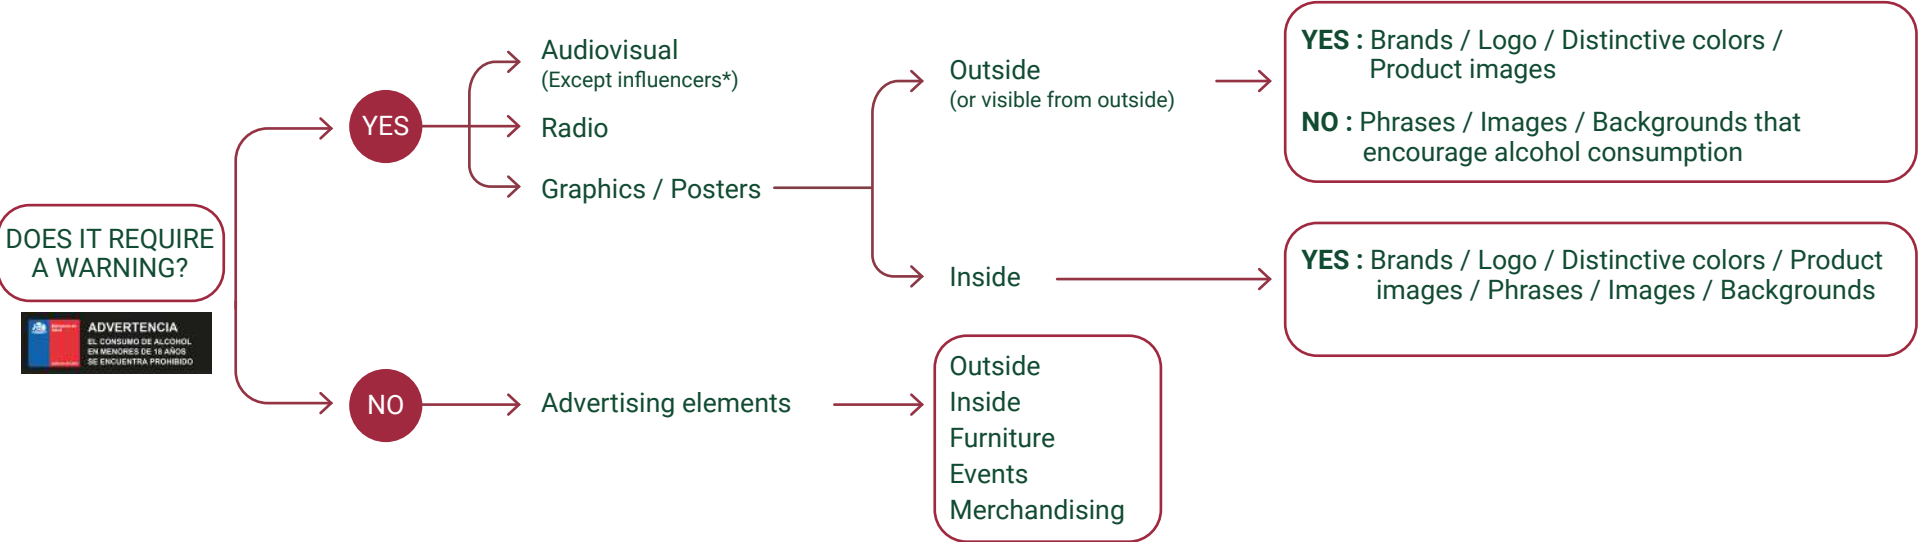 DOES IT REQUIRE
A WARNING?
ADVERTENCIA
EL CONSUMO DE ALCOHOL
EN MENORES DE 18 AÑOS
SE ENCUENTRA PROHIBIDO
YES
Audiovisual
(Except influencers*)
Radio
Graphics / Posters
Outside
(or visible from outside)
YES : Brands / Logo / Distinctive colors /
Product images
NO : Phrases / Images / Backgrounds that
encourage alcohol consumption
Inside
YES : Brands / Logo / Distinctive colors / Product
images / Phrases / Images / Backgrounds
NO
Advertising elements
Outside
Inside
Furniture
Events
Merchandising